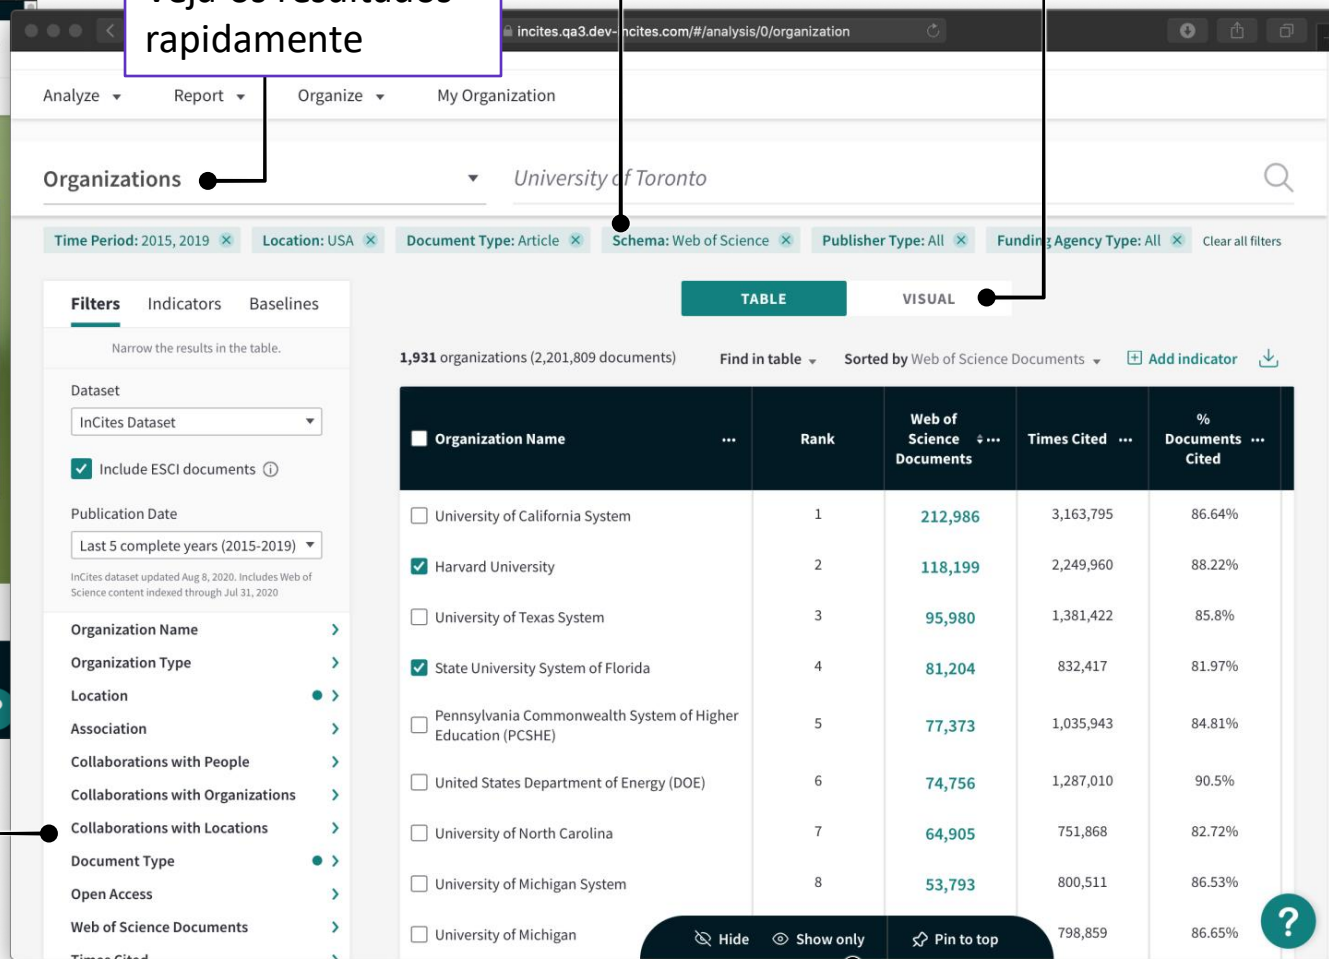 Veja os resultados
rapidamente
incites.qa3.dev-incites.com/#/analysis/0/organization
Analyze Report Organize My Organization
Organizations University of Toronto
Time Period: 2015, 2019 Location: USA Document Type: Article Schema: Web of Science Publisher Type: All Funding Agency Type: All Clear all filters
Filters Indicators Baselines
Narrow the results in the table.
Dataset
InCites Dataset
Include ESCI documents
Publication Date
Last 5 complete years (2015-2019)
InCites dataset updated Aug 8, 2020. Includes Web of
Science content indexed through Jul 31, 2020
Organization Name
Organization Type
Location
Association
Collaborations with People
Collaborations with Organizations
Collaborations with Locations
Document Type
Open Access
Web of Science Documents
Times Cited
TABLE VISUAL
1,931 organizations (2,201,809 documents) Find in table Sorted by Web of Science Documents Add indicator
Organization Name ... Rank Web of Science Documents ... Times Cited ... % Documents Cited ...
University of California System 1 212,986 3,163,795 86.64%
Harvard University 2 118,199 2,249,960 88.22%
University of Texas System 3 95,980 1,381,422 85.8%
State University System of Florida 4 81,204 832,417 81.97%
Pennsylvania Commonwealth System of Higher
Education (PCSHE) 5 77,373 1,035,943 84.81%
United States Department of Energy (DOE) 6 74,756 1,287,010 90.5%
University of North Carolina 7 64,905 751,868 82.72%
University of Michigan System 8 53,793 800,511 86.53%
University of Michigan 798,859 86.65%
Hide Show only Pin to top
?